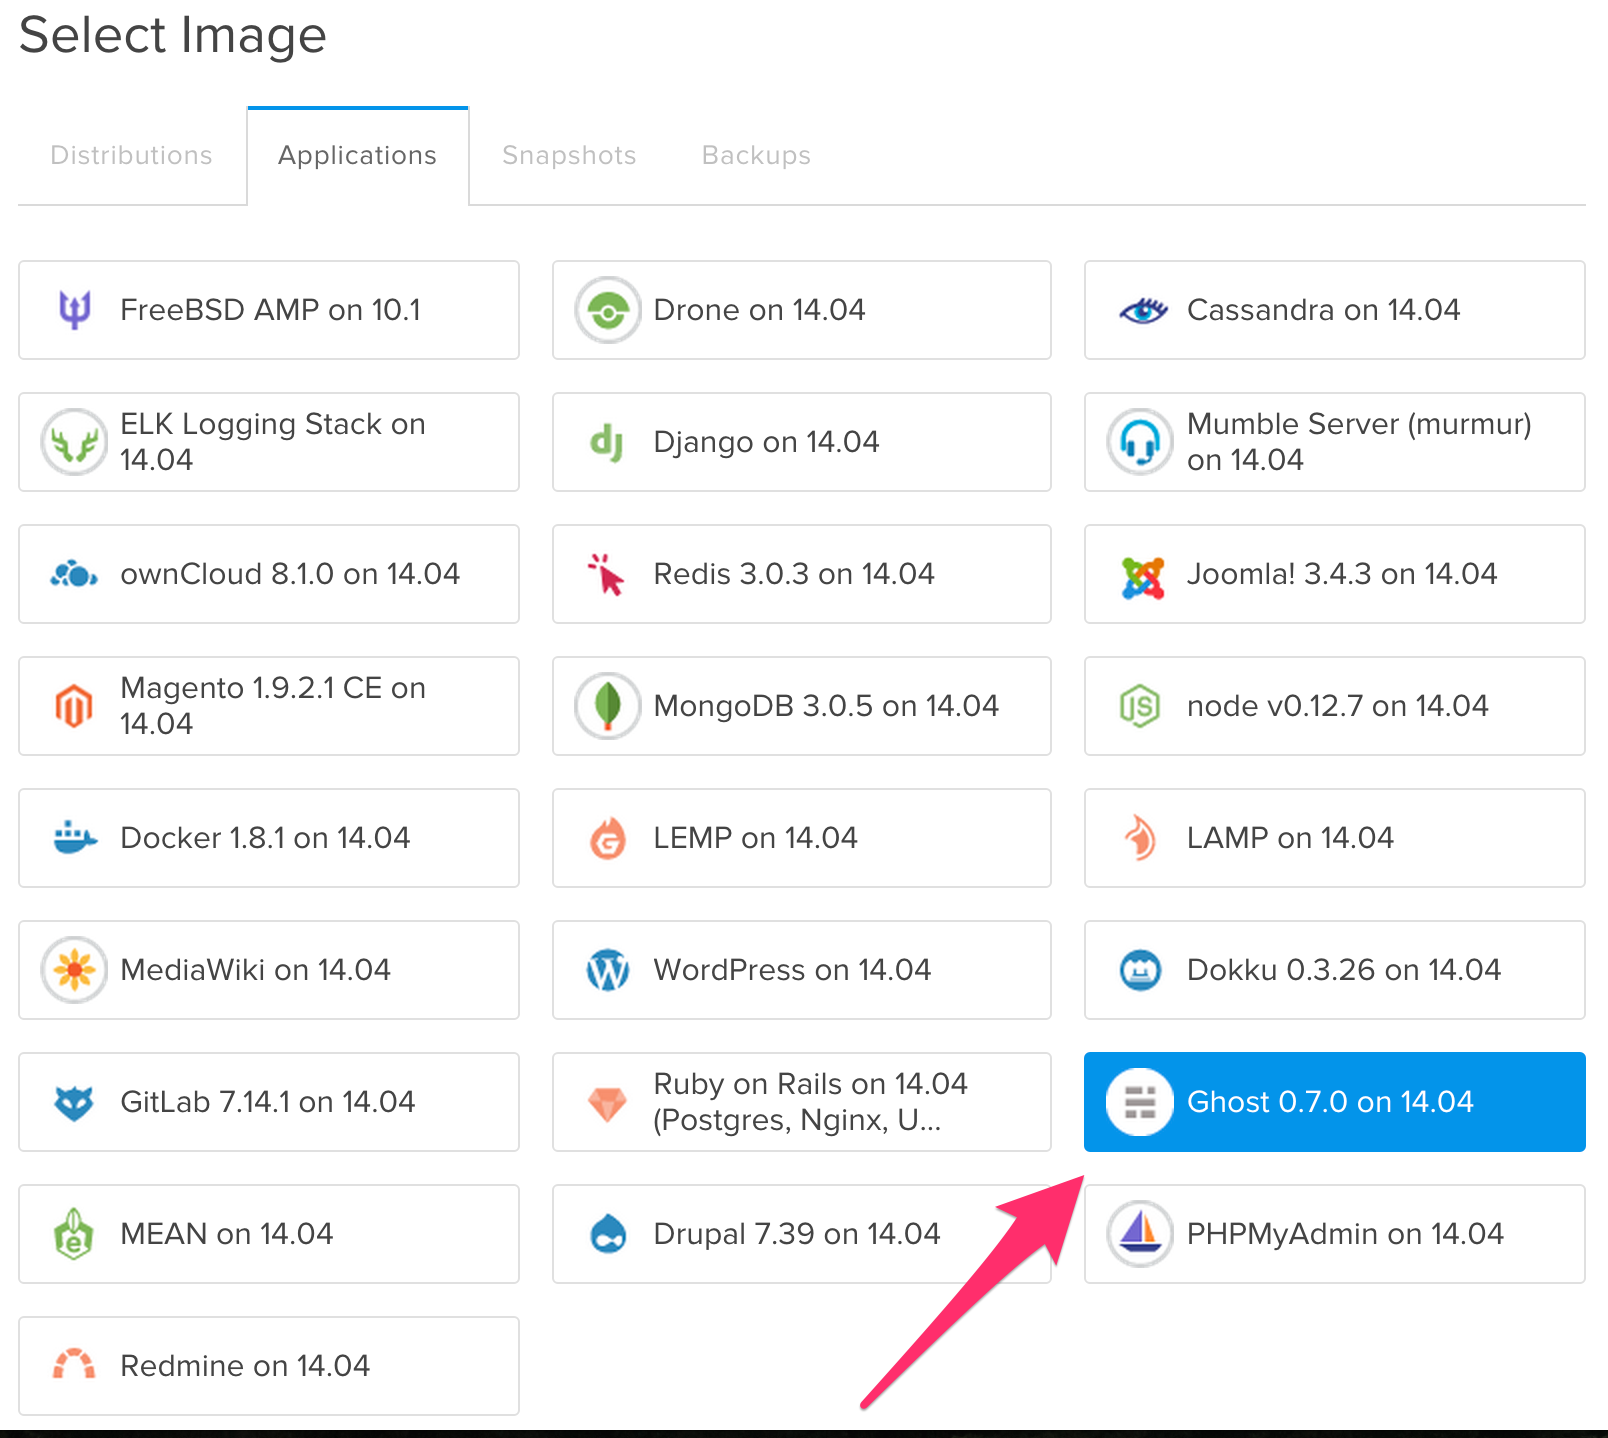 Select Image
Distributions
Applications
Snapshots
Backups
FreeBSD AMP on 10.1
Drone on 14.04
Cassandra on 14.04
ELK Logging Stack on
14.04
dj
Django on 14.04
Mumble Server (murmur)
on 14.04
ownCloud 8.1.0 on 14.04
Redis 3.0.3 on 14.04
Joomla! 3.4.3 on 14.04
Magento 1.9.2.1 CE on
14.04
MongoDB 3.0.5 on 14.04
JS
node v0.12.7 on 14.04
Docker 1.8.1 on 14.04
G
LEMP on 14.04
LAMP on 14.04
MediaWiki on 14.04
W
WordPress on 14.04
Dokku 0.3.26 on 14.04
GitLab 7.14.1 on 14.04
Ruby on Rails on 14.04
(Postgres, Nginx, U...
Ghost 0.7.0 on 14.04
e
MEAN on 14.04
Drupal 7.39 on 14.04
PHPMyAdmin on 14.04
Redmine on 14.04